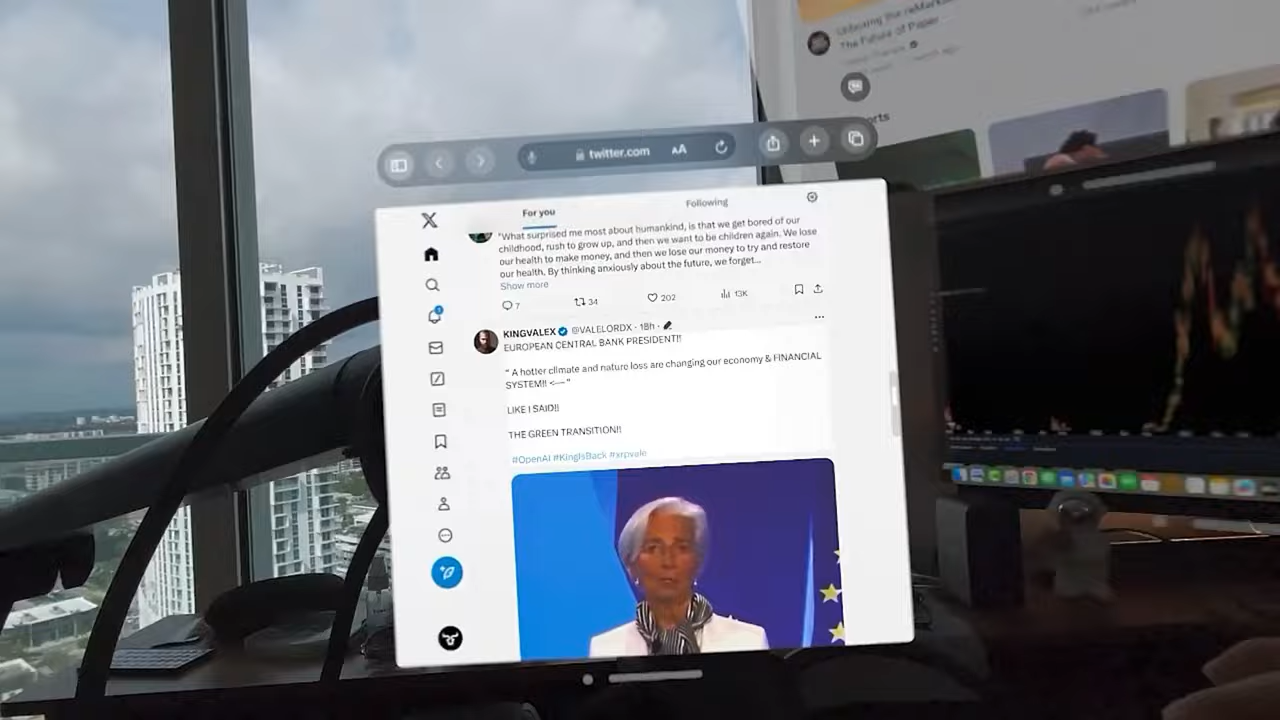 Unboxing the
The Future of Paper
twitter.com
AA
For you
Following
"What surprised me most about humankind, is that we get bored of our
childhood, rush to grow up, and then we want to be children again. We lose
our health to make money, and then we lose our money to try and restore
our health. By thinking anxiously about the future, we forget...
Show more
7
34
202
13K
KINGVALEX @VALELORDX · 18h ·
EUROPEAN CENTRAL BANK PRESIDENT!!
" A hotter climate and nature loss are changing our economy & FINANCIAL
SYSTEM!! <—"
LIKE I SAID!!
THE GREEN TRANSITION!!
#OpenAI #KingIsBack #xrpvale